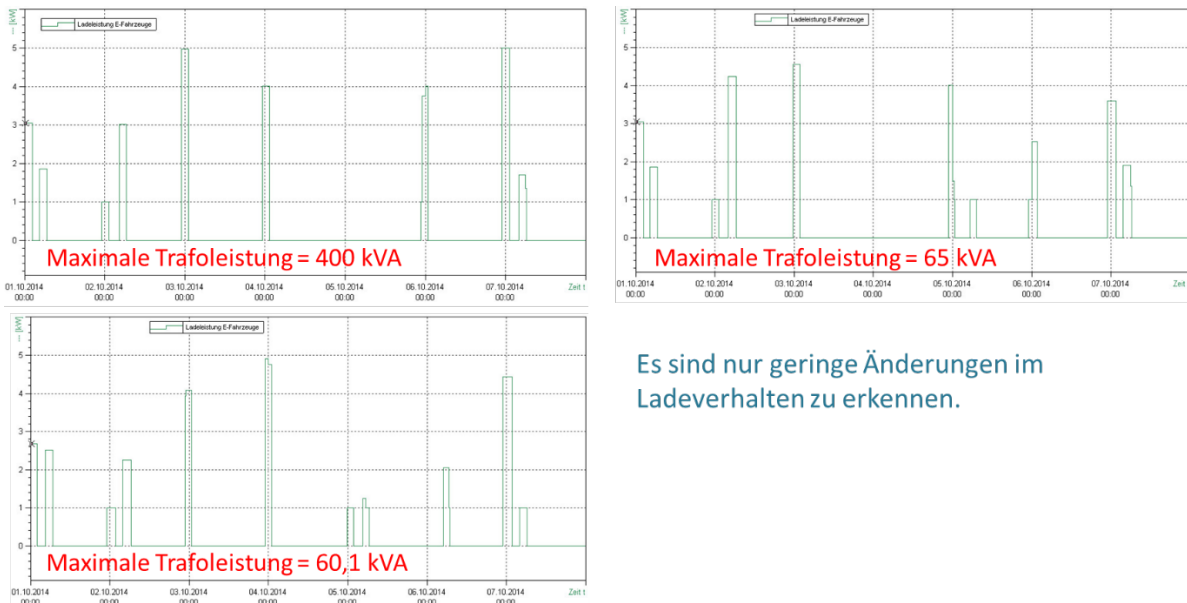 --- [kW]
Ladeleistung E-Fahrzeuge
5
4
3
2
1
0
Maximale Trafoleistung = 400 kVA
01.10.2014 02.10.2014 03.10.2014 04.10.2014 05.10.2014 06.10.2014 07.10.2014 Zeit t
00:00 00:00 00:00 00:00 00:00 00:00 00:00
--- [kW]
Ladeleistung E-Fahrzeuge
5
4
3
2
1
0
Maximale Trafoleistung = 65 kVA
01.10.2014 02.10.2014 03.10.2014 04.10.2014 05.10.2014 06.10.2014 07.10.2014 Zeit t
00:00 00:00 00:00 00:00 00:00 00:00 00:00
--- [kW]
Ladeleistung E-Fahrzeuge
5
4
3
2
1
0
Maximale Trafoleistung = 60,1 kVA
01.10.2014 02.10.2014 03.10.2014 04.10.2014 05.10.2014 06.10.2014 07.10.2014 Zeit t
00:00 00:00 00:00 00:00 00:00 00:00 00:00
Es sind nur geringe Änderungen im
Ladeverhalten zu erkennen.